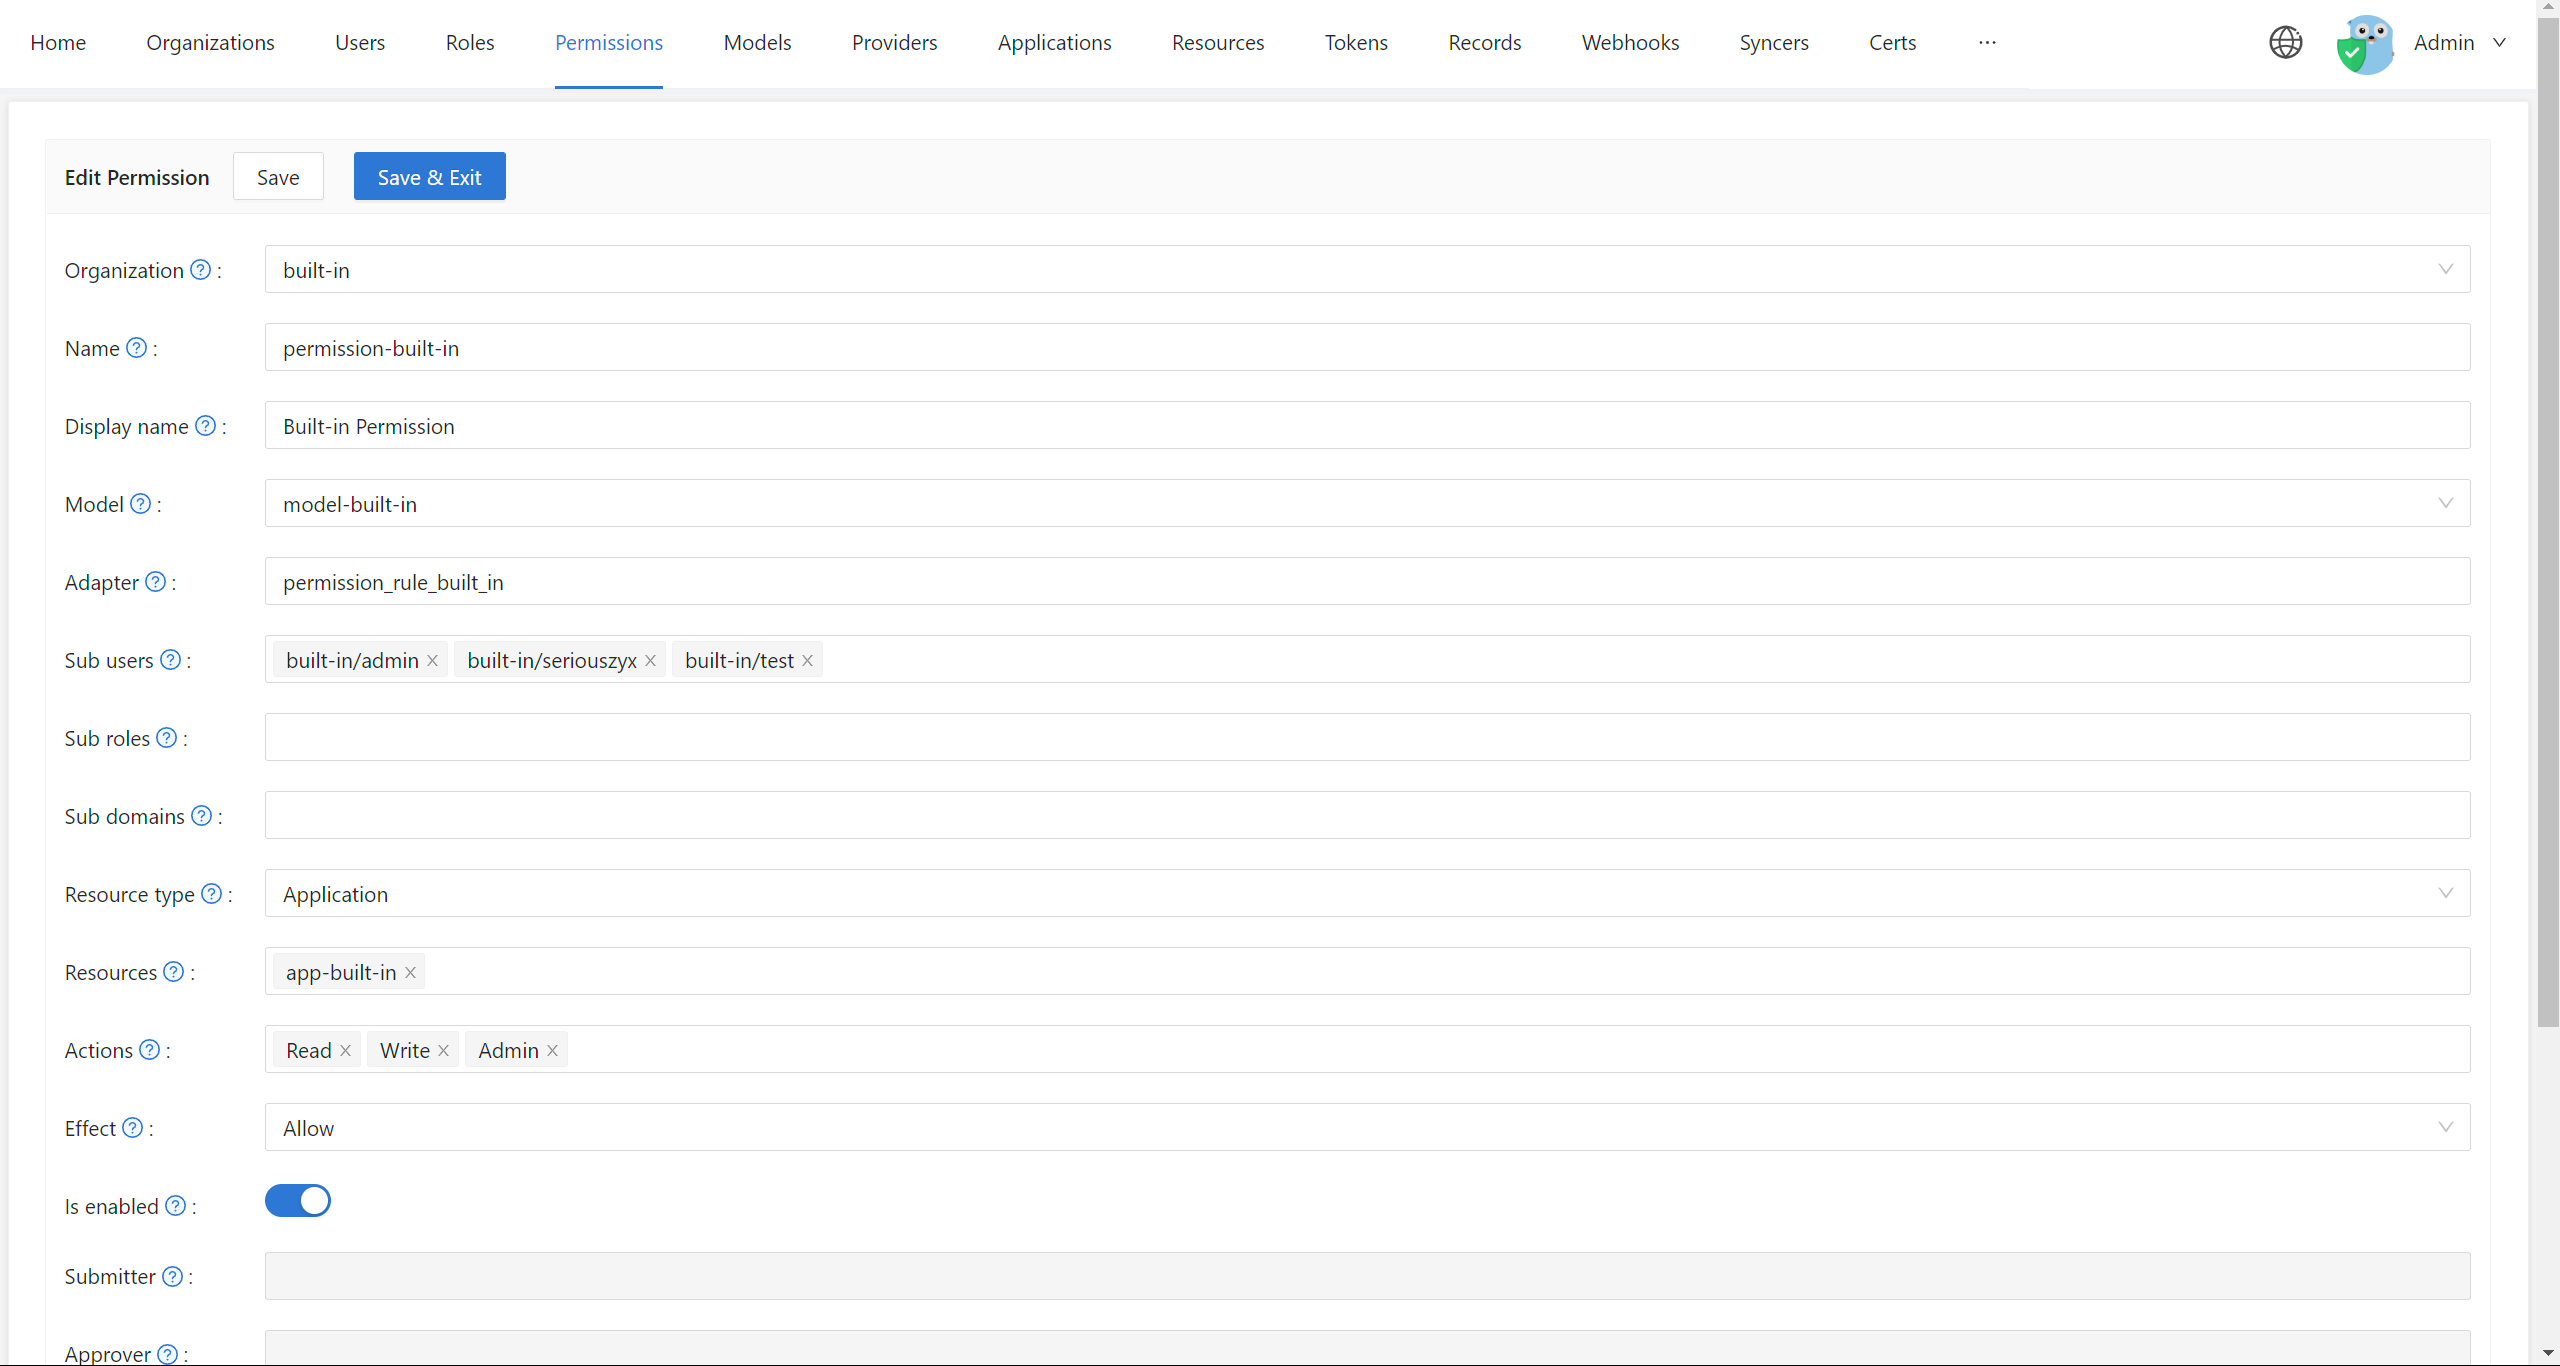 Home Organizations Users Roles Permissions Models Providers Applications Resources Tokens Records Webhooks Syncers Certs ··· Admin
Edit Permission Save Save & Exit
Organization ? : built-in
Name ? : permission-built-in
Display name ? : Built-in Permission
Model ? : model-built-in
Adapter ? : permission_rule_built_in
Sub users ? : built-in/admin × built-in/seriouszyx × built-in/test ×
Sub roles ? :
Sub domains ? :
Resource type ? : Application
Resources ? : app-built-in ×
Actions ? : Read × Write × Admin ×
Effect ? : Allow
Is enabled ? :
Submitter ? :
Approver ? :